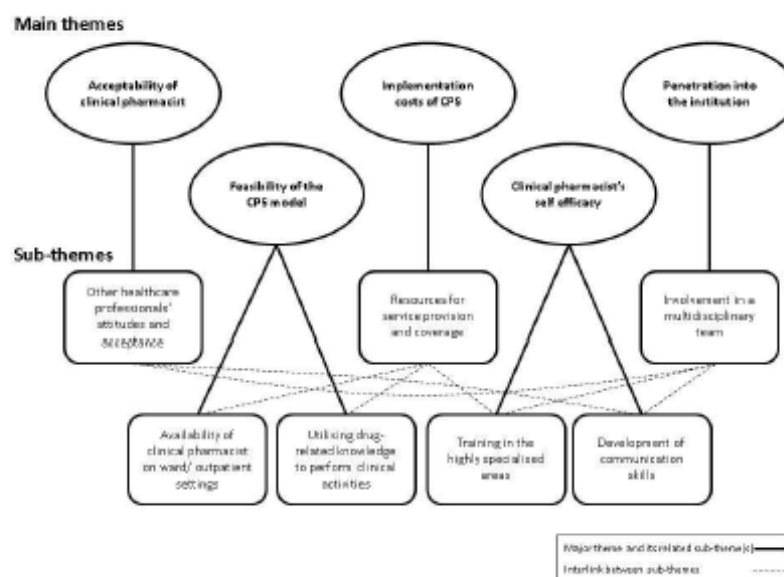 Main themes
Acceptability of
clinical pharmacist
Implementation
costs of CPS
Penetration into
the institution
Feasibility of the
CPS model
Clinical pharmacist's
self efficacy
Sub-themes
Other healthcare
professionals'
attitudes and
acceptance
Resources for
service provision
and coverage
Involvement in a
multidisciplinary
team
Availability of
clinical pharmacist
on ward/ outpatient
settings
Utilising drug-
related knowledge
to perform clinical
activities
Training in the
highly specialised
areas
Development of
communication
skills
Major theme and its related sub-theme(s)
Interlink between sub-themes